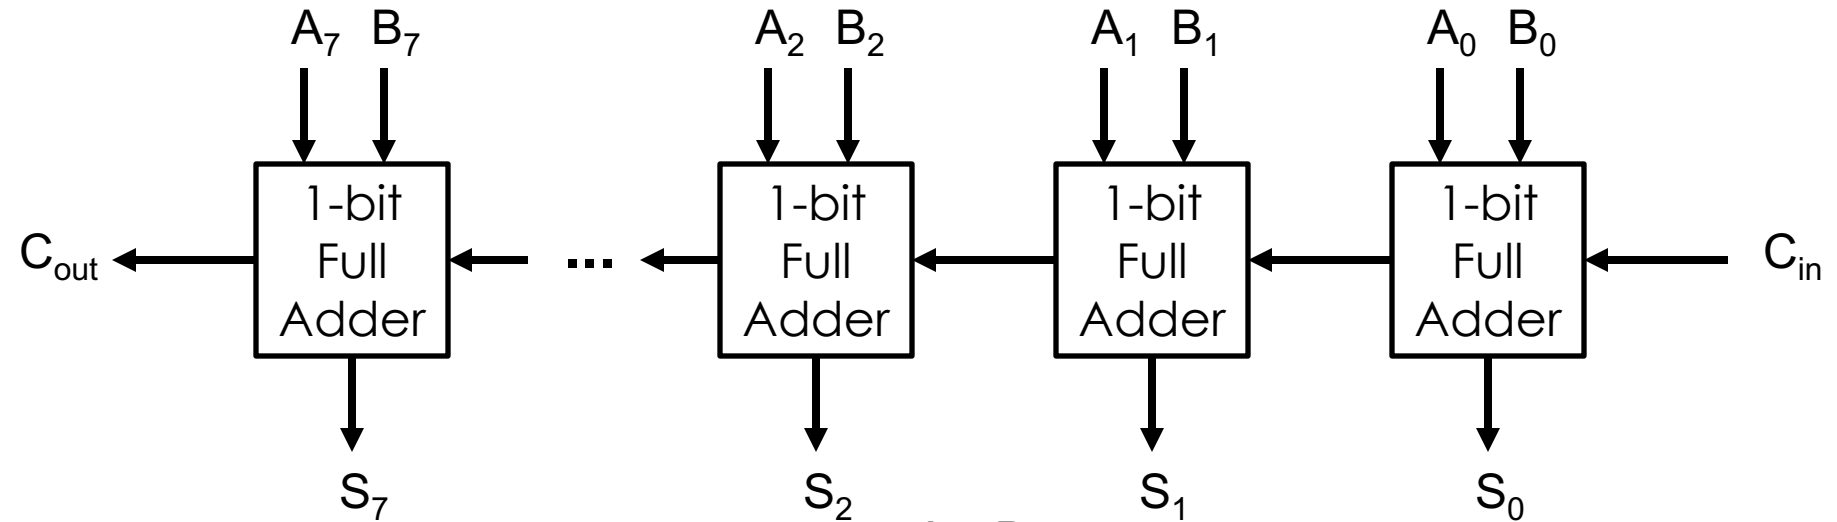 A7 B7 A2 B2 A1 B1 A0 B0
1-bit Full Adder
1-bit Full Adder
1-bit Full Adder
1-bit Full Adder
Cout ... Cin
S7 S2 S1 S0